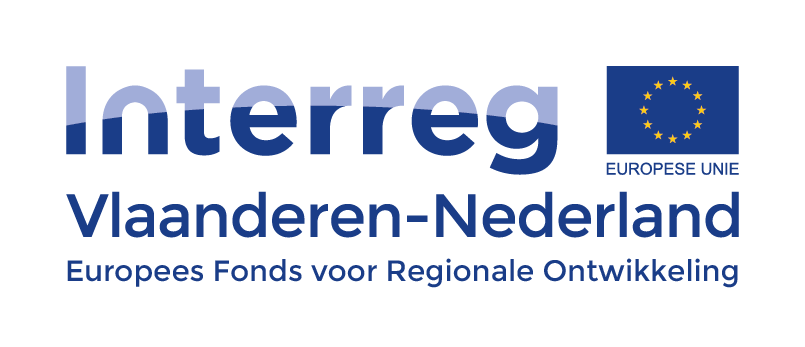 Interreg
EUROPESE UNIE
Vlaanderen-Nederland
Europees Fonds voor Regionale Ontwikkeling